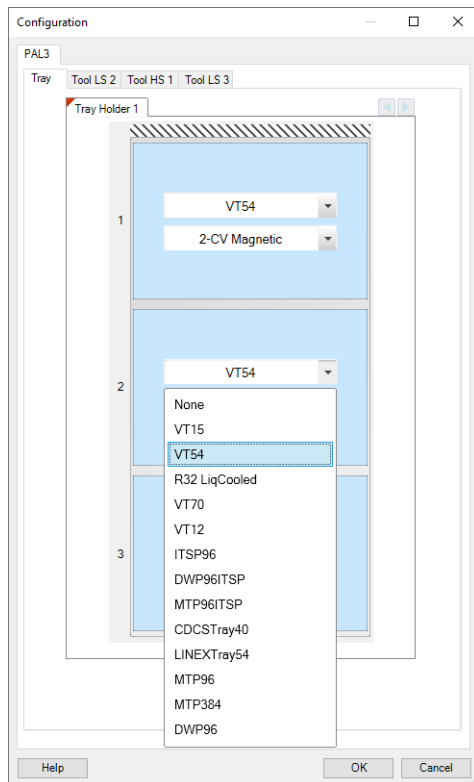 Configuration
PAL3
Tray Tool LS 2 Tool HS 1 Tool LS 3
Tray Holder 1
1
VT54
2-CV Magnetic
2
VT54
None
VT15
VT54
R32 LiqCooled
VT70
VT12
3
ITSP96
DWP96ITSP
MTP96ITSP
CDCSTray40
LINEXTray54
MTP96
MTP384
DWP96
Help OK Cancel